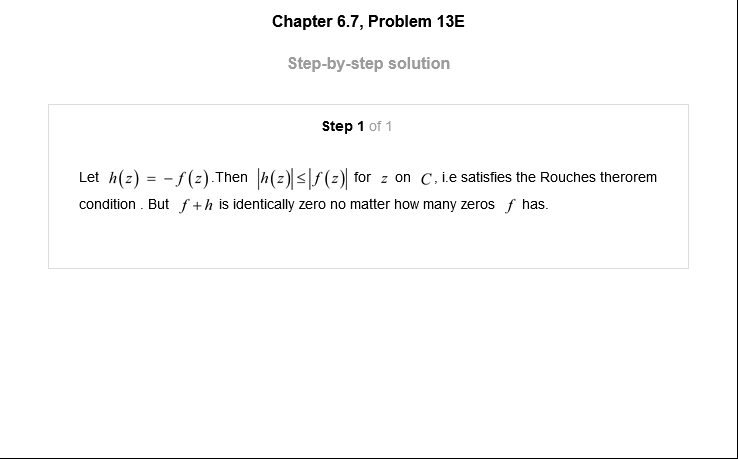 Chapter 6.7, Problem 13E
Step-by-step solution
Step 1 of 1
Let h(z) = −f(z).Then |h(z)|≤|f(z)| for z on C, i.e satisfies the Rouches therorem
condition . But f+h is identically zero no matter how many zeros f has.